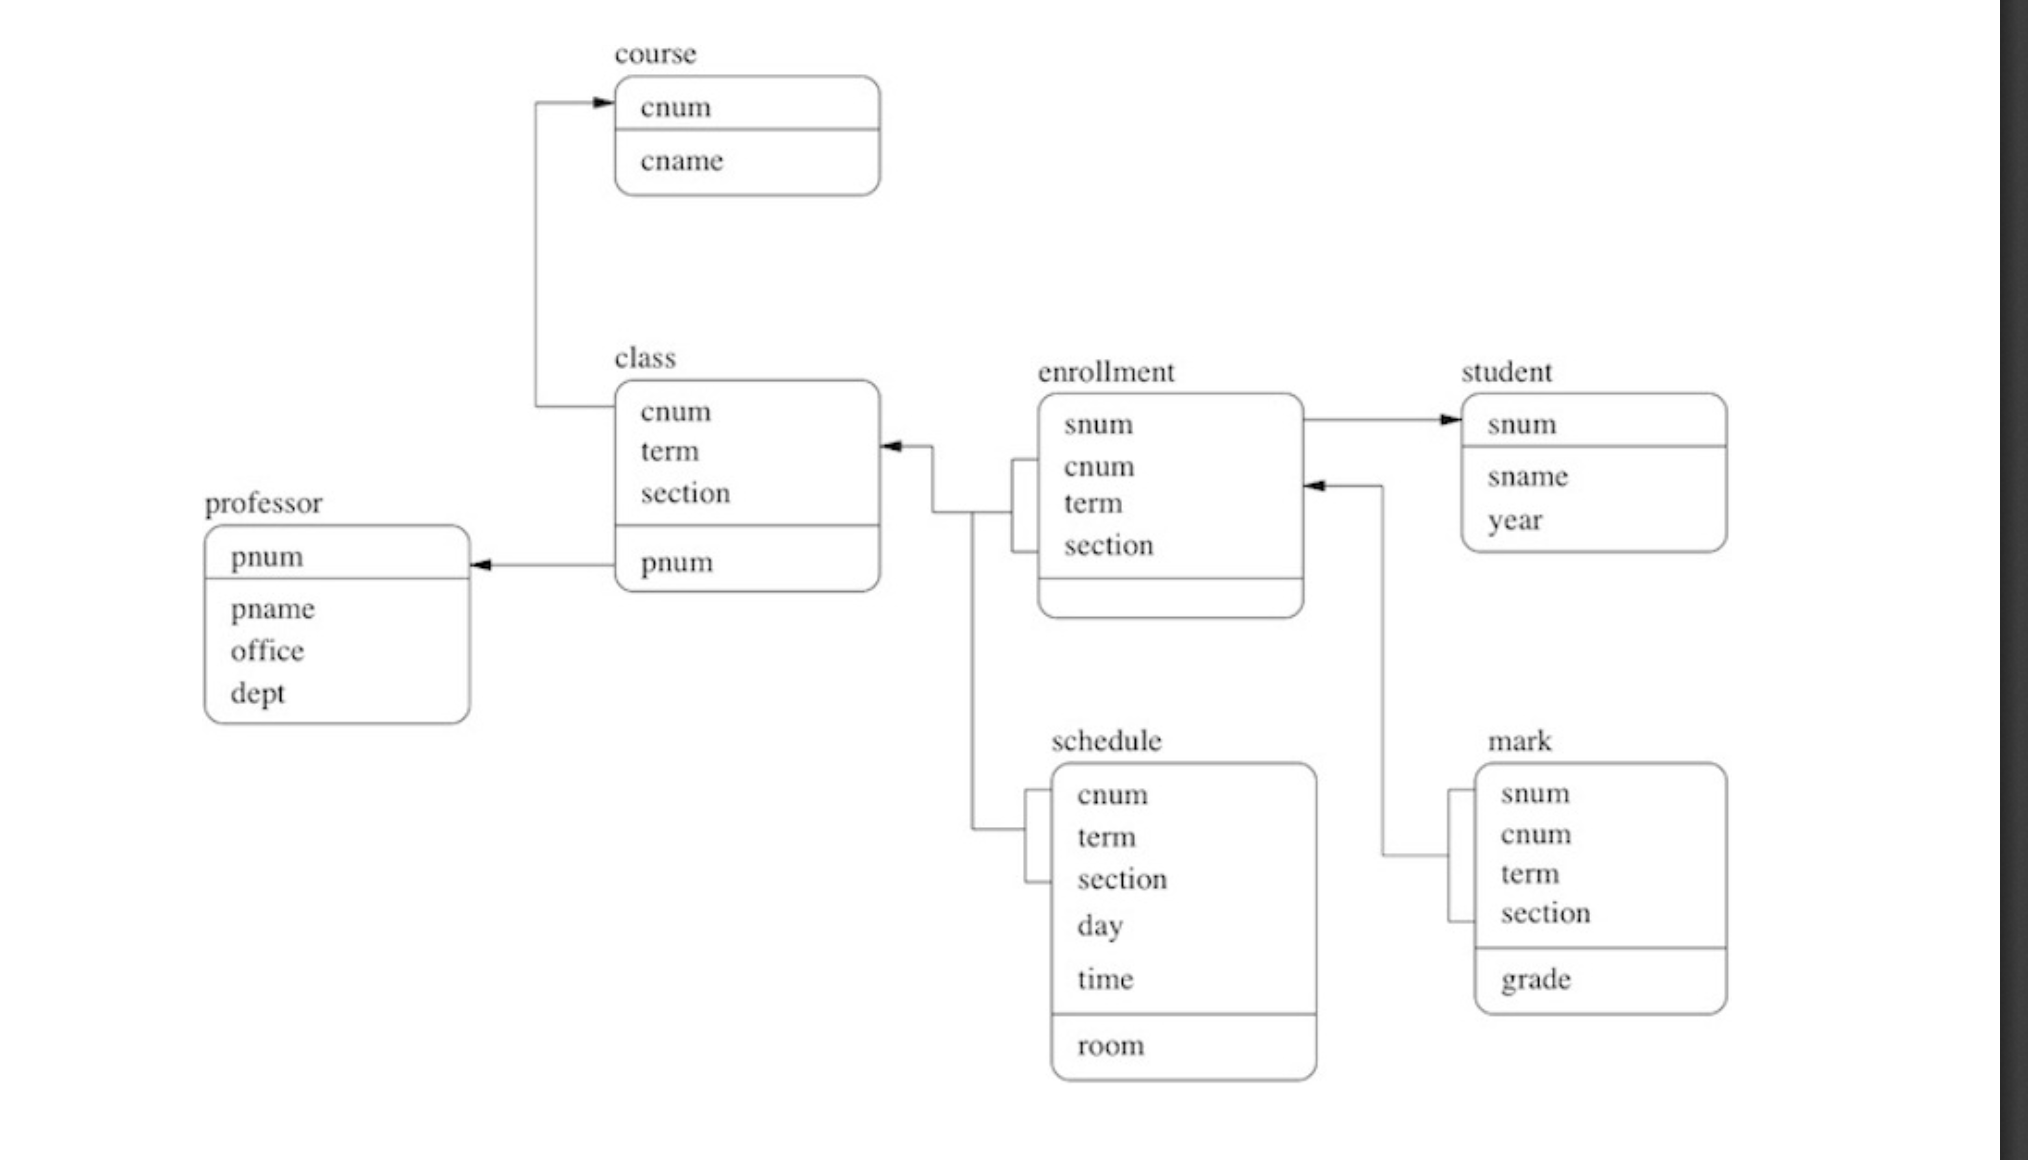 course
cnum
cname
class
cnum
term
section
pnum
professor
pnum
pname
office
dept
enrollment
snum
cnum
term
section
student
snum
sname
year
schedule
cnum
term
section
day
time
room
mark
snum
cnum
term
section
grade